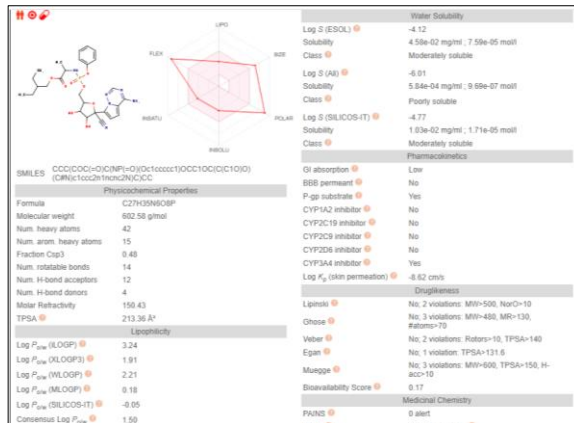 LIPO
FLEX
SIZE
INSATU
POLAR
INSOLU
SMILES CCC(COC(=O)C(NP(=O)(Oc1ccccc1)OCC1OC(C(C1O)O)
(C#N)c1ccc2n1ncnc2N)C)CC
Physicochemical Properties
Formula C27H35N6O8P
Molecular weight 602.58 g/mol
Num. heavy atoms 42
Num. arom. heavy atoms 15
Fraction Csp3 0.48
Num. rotatable bonds 14
Num. H-bond acceptors 12
Num. H-bond donors 4
Molar Refractivity 150.43
TPSA 213.36 Å²
Lipophilicity
Log Po/w (iLOGP) 3.24
Log Po/w (XLOGP3) 1.91
Log Po/w (WLOGP) 2.21
Log Po/w (MLOGP) 0.18
Log Po/w (SILICOS-IT) -0.05
Consensus Log Po/w 1.50
Water Solubility
Log S (ESOL) -4.12
Solubility 4.58e-02 mg/ml ; 7.59e-05 mol/l
Class Moderately soluble
Log S (Ali) -6.01
Solubility 5.84e-04 mg/ml ; 9.69e-07 mol/l
Class Poorly soluble
Log S (SILICOS-IT) -4.77
Solubility 1.03e-02 mg/ml ; 1.71e-05 mol/l
Class Moderately soluble
Pharmacokinetics
GI absorption Low
BBB permeant No
P-gp substrate Yes
CYP1A2 inhibitor No
CYP2C19 inhibitor No
CYP2C9 inhibitor No
CYP2D6 inhibitor No
CYP3A4 inhibitor Yes
Log Kp (skin permeation) -8.62 cm/s
Druglikeness
Lipinski No; 2 violations: MW>500, NorO>10
Ghose No; 3 violations: MW>480, MR>130,
#atoms>70
Veber No; 2 violations: Rotors>10, TPSA>140
Egan No; 1 violation: TPSA>131.6
Muegge No; 3 violations: MW>600, TPSA>150, H-
acc>10
Bioavailability Score 0.17
Medicinal Chemistry
PAINS 0 alert